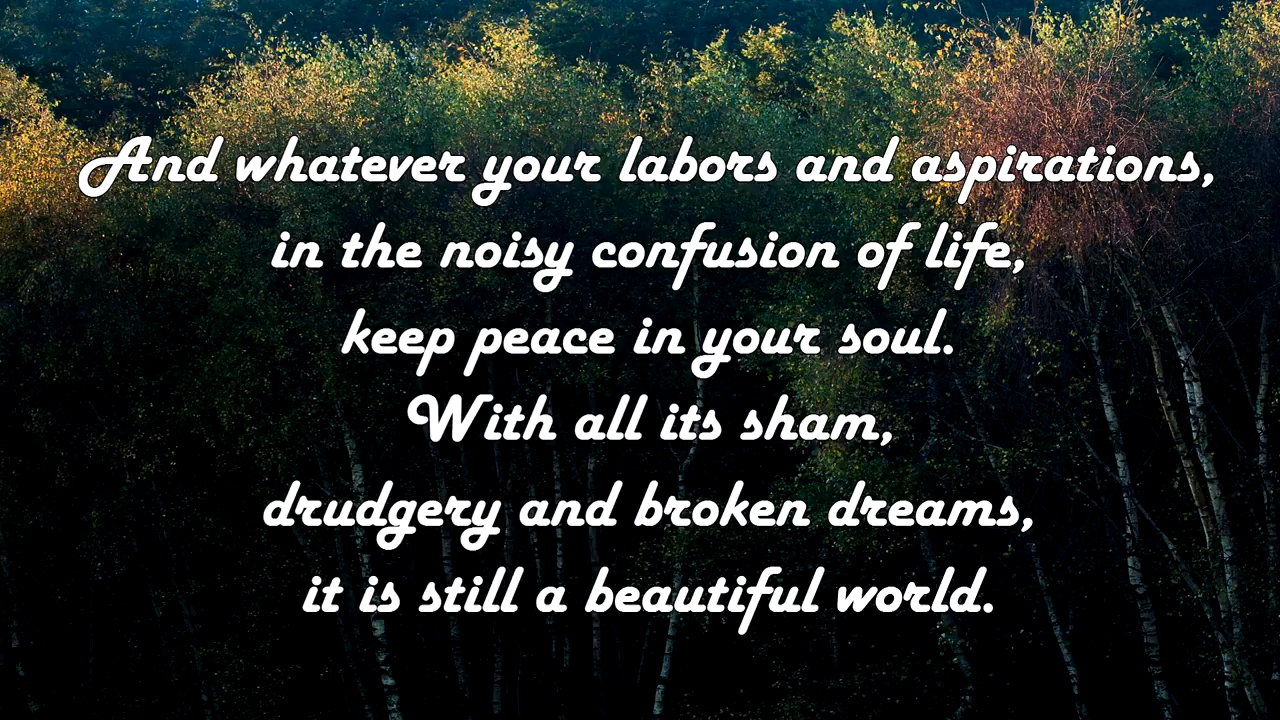 And whatever your labors and aspirations,
in the noisy confusion of life,
keep peace in your soul.
With all its sham,
drudgery and broken dreams,
it is still a beautiful world.